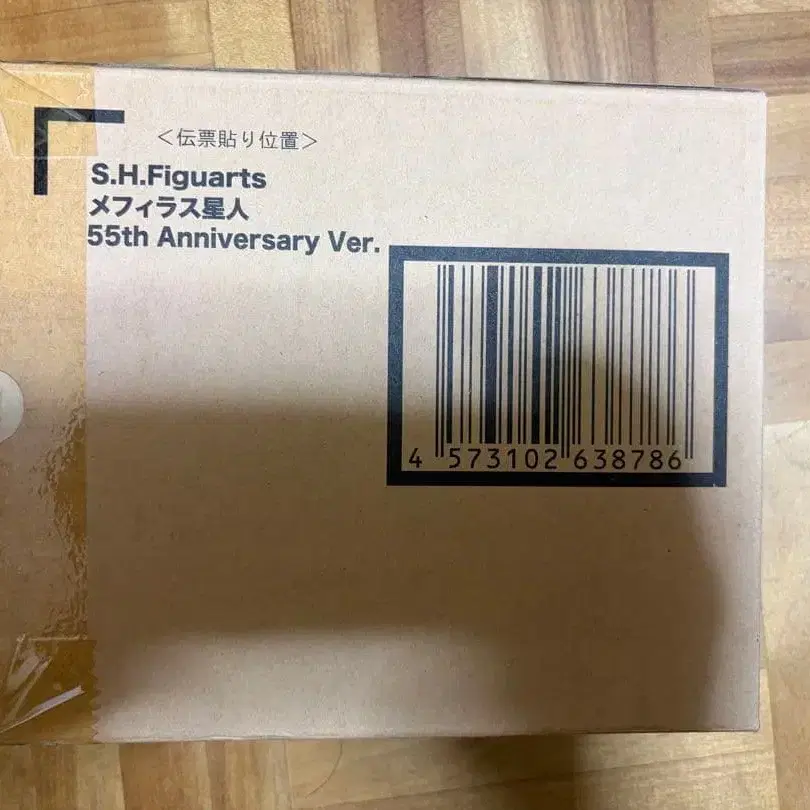 ＜伝票貼り位置＞
S.H.Figuarts
メフィラス星人
55th Anniversary Ver.
4 573102 638786